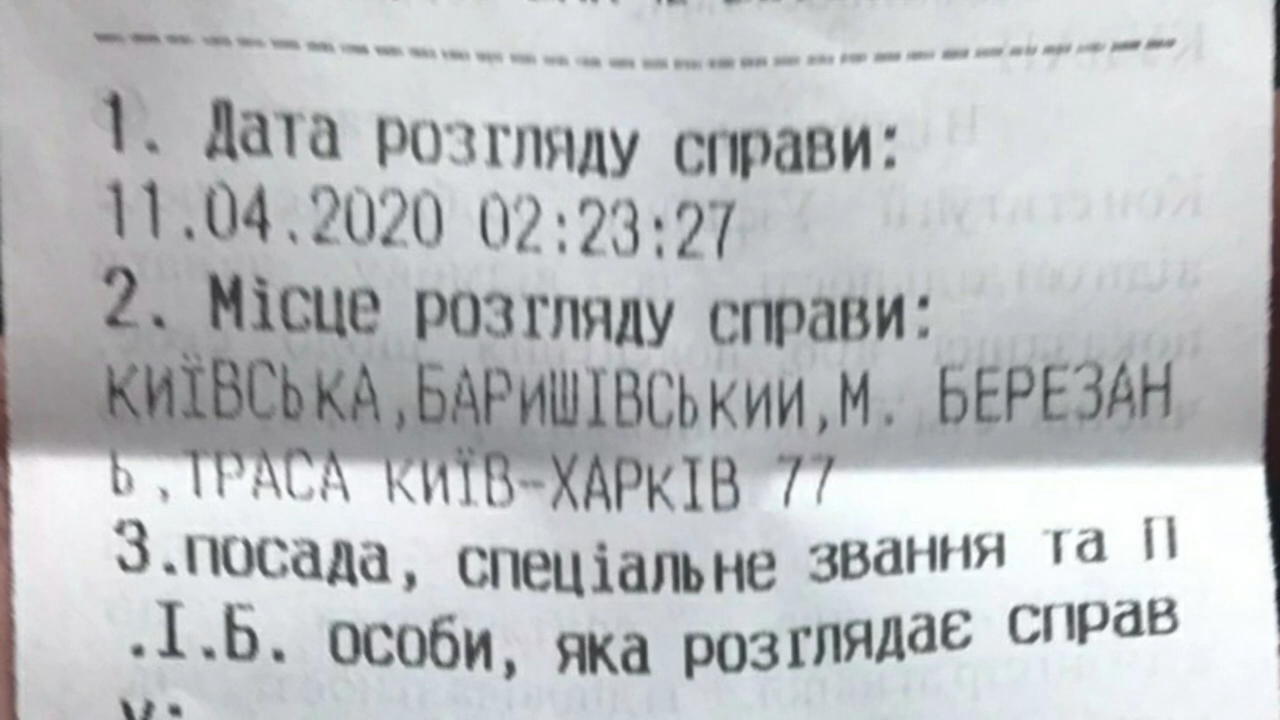 1. Дата розгляду справи:
11.04.2020 02:23:27
2. Місце розгляду справи:
КИЇВСЬКА,БАРИШІВСЬКИЙ,М. БЕРЕЗАН
Ь,ТРАСА КИЇВ-ХАРКІВ 77
3.посада, спеціальне звання та П
.І.Б. особи, яка розглядає справ
у: